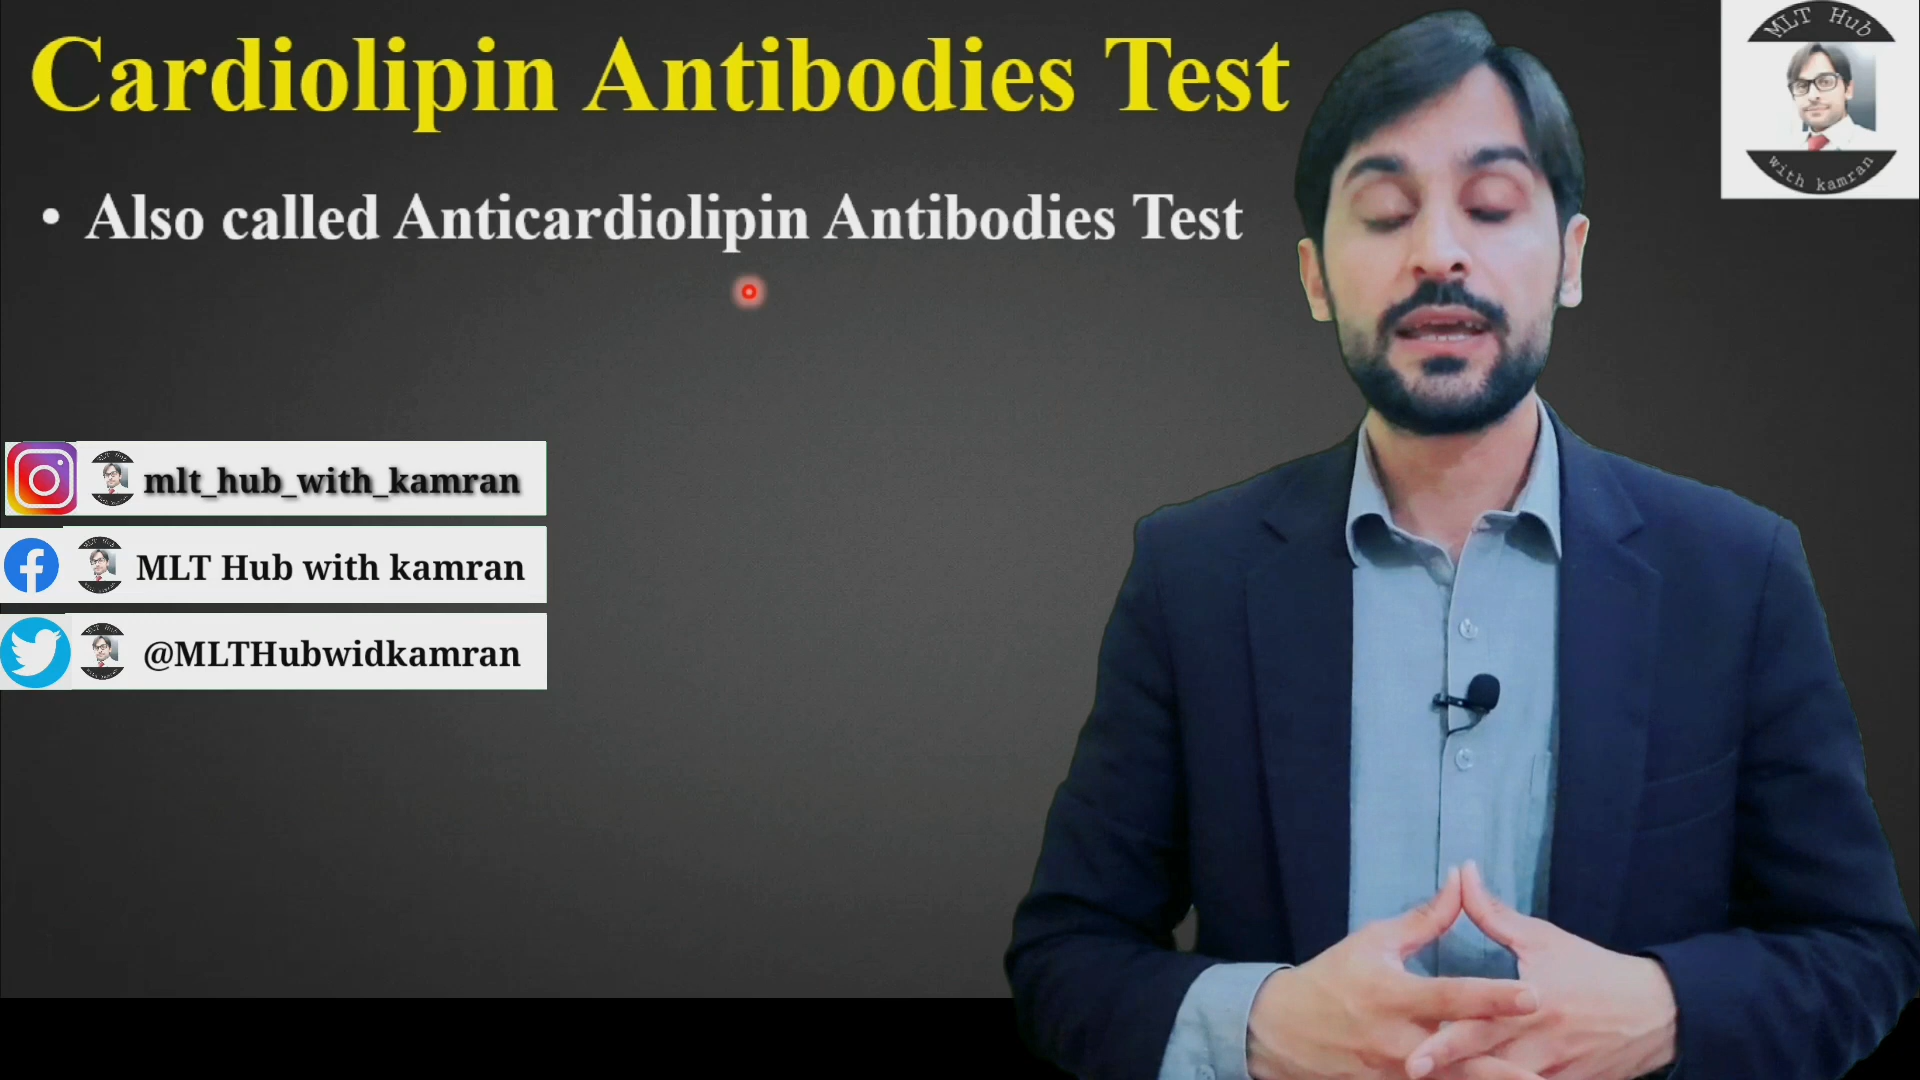 Cardiolipin Antibodies Test
• Also called Anticardiolipin Antibodies Test
MLT Hub
with kamran
mlt_hub_with_kamran
MLT Hub with kamran
@MLTHubwidkamran